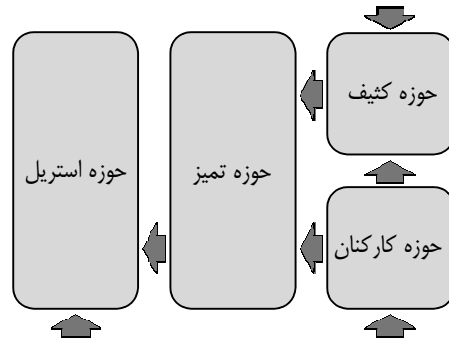 حوزه کثیف
حوزه کارکنان
حوزه تمیز
حوزه استریل